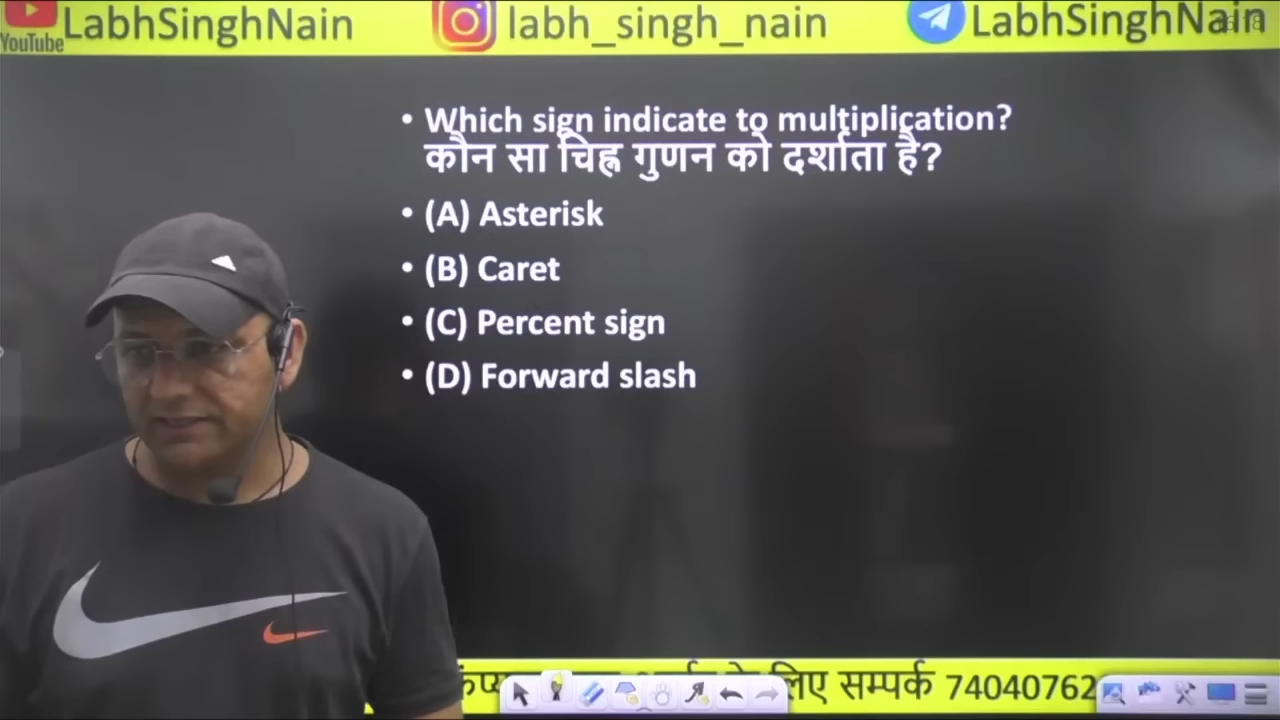 YouTube LabhSinghNain labh_singh_nain LabhSinghNain
• Which sign indicate to multiplication?
कौन सा चिह्न गुणन को दर्शाता है?
• (A) Asterisk
• (B) Caret
• (C) Percent sign
• (D) Forward slash
लिए सम्पर्क 74040762